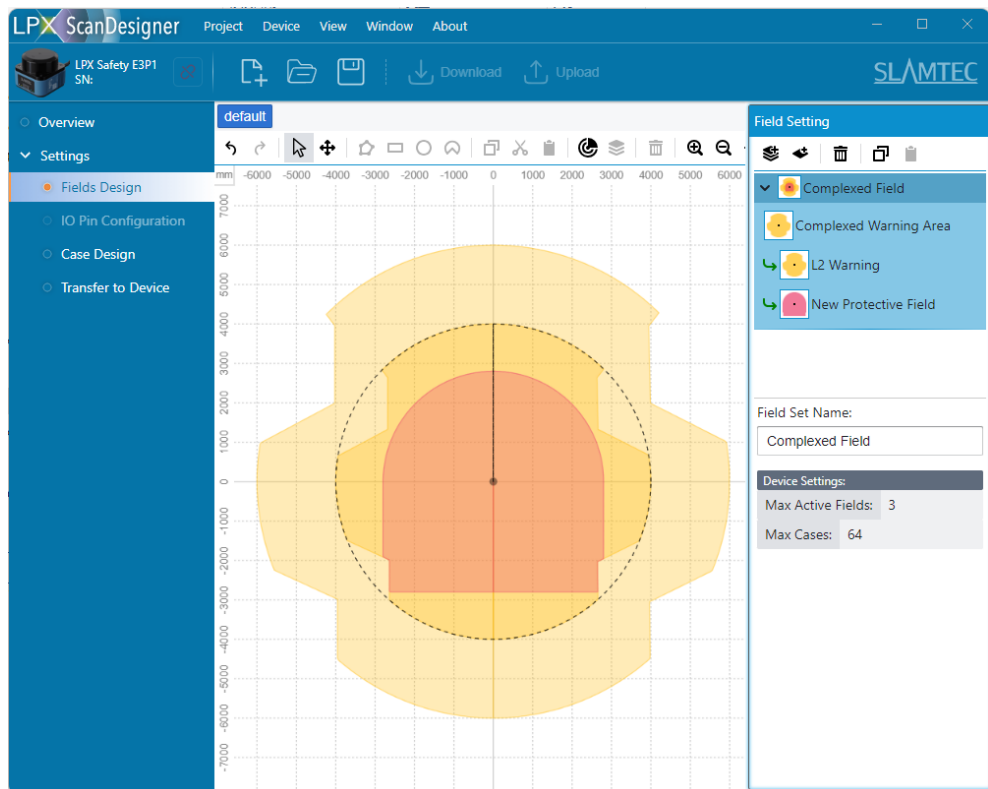 LPX ScanDesigner Project Device View Window About
LPX Safety E3P1
SN:
Download Upload
SLAMTEC
Overview
Settings
Fields Design
IO Pin Configuration
Case Design
Transfer to Device
default
mm -6000 -5000 -4000 -3000 -2000 -1000 0 1000 2000 3000 4000 5000 6000
7000
6000
5000
4000
3000
2000
1000
0
-1000
-2000
-3000
-4000
-5000
-6000
-7000
Field Setting
Complexed Field
Complexed Warning Area
L2 Warning
New Protective Field
Field Set Name:
Complexed Field
Device Settings:
Max Active Fields: 3
Max Cases: 64